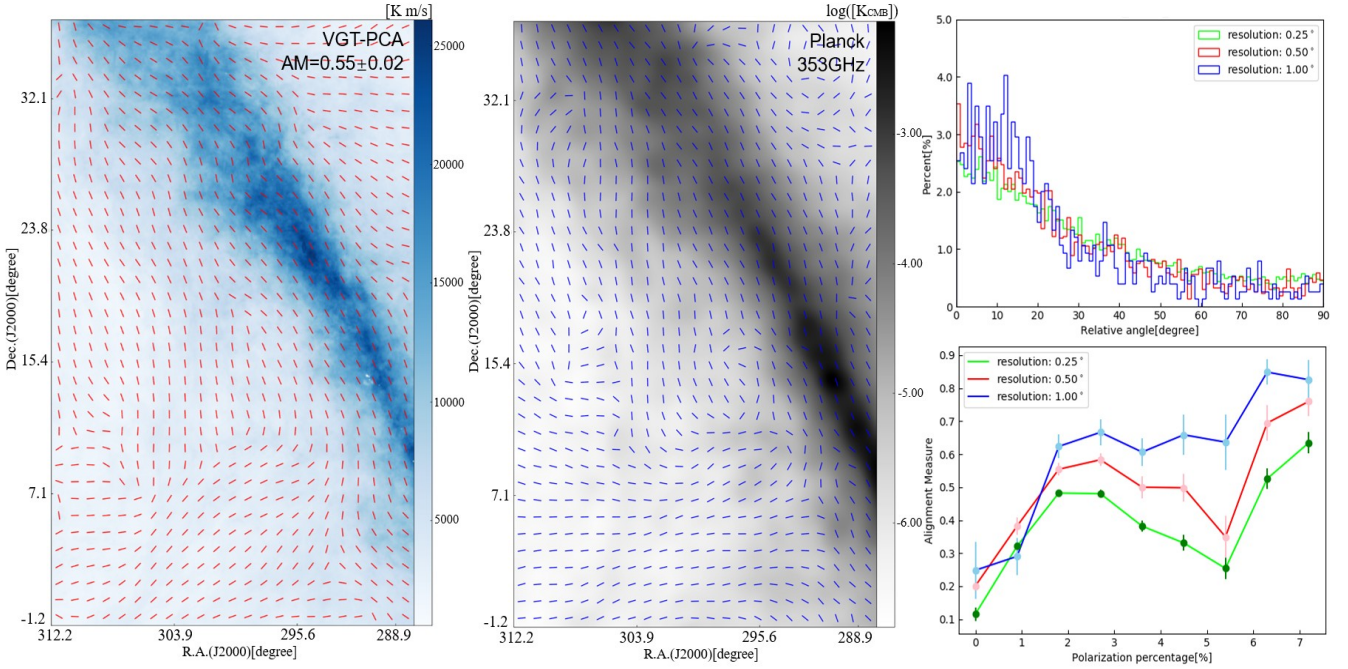 [K m/s]
VGT-PCA
AM=0.55±0.02
25000
20000
15000
10000
5000
32.1
23.8
15.4
7.1
-1.2
Dec.(J2000)[degree]
312.2 303.9 295.6 288.9
R.A.(J2000)[degree]
log([KCMB])
Planck
353GHz
-3.00
-4.00
-5.00
-6.00
32.1
23.8
15.4
7.1
-1.2
Dec.(J2000)[degree]
312.2 303.9 295.6 288.9
R.A.(J2000)[degree]
5.0
4.0
3.0
2.0
1.0
0
Percent[%]
resolution: 0.25°
resolution: 0.50°
resolution: 1.00°
0 10 20 30 40 50 60 70 80 90
Relative angle[degree]
0.9
0.8
0.7
0.6
0.5
0.4
0.3
0.2
0.1
Alignment Measure
resolution: 0.25°
resolution: 0.50°
resolution: 1.00°
0 1 2 3 4 5 6 7
Polarization percentage[%]